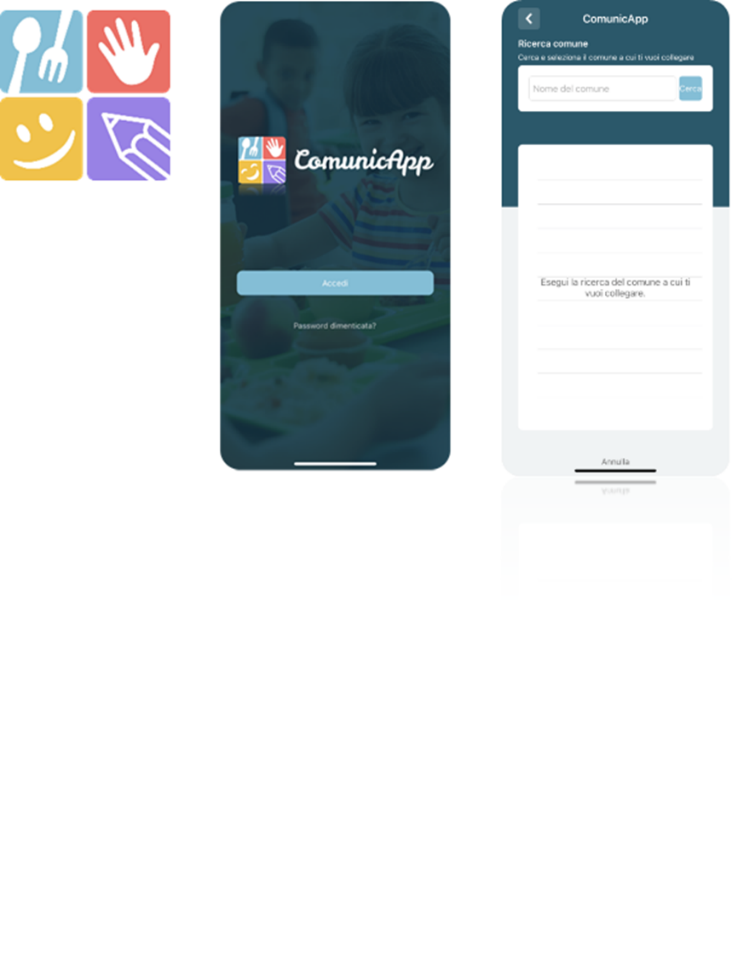 ComunicApp
Accedi
Password dimenticata?
ComunicApp
Ricerca comune
Cerca e seleziona il comune a cui ti vuoi collegare
Nome del comune
Cerca
Esegui la ricerca del comune a cui ti
vuoi collegare.
Annulla